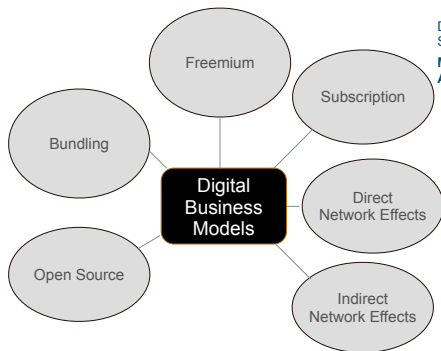 Freemium
Subscription
Bundling
Digital
Business
Models
Direct
Network Effects
Open Source
Indirect
Network Effects